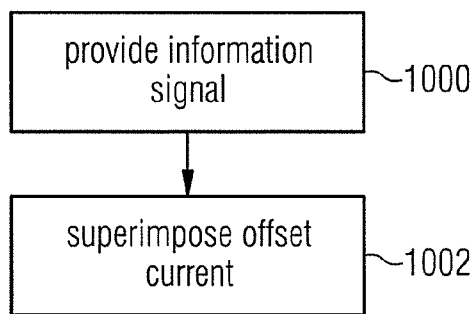 provide information
signal
1000
superimpose offset
current
1002